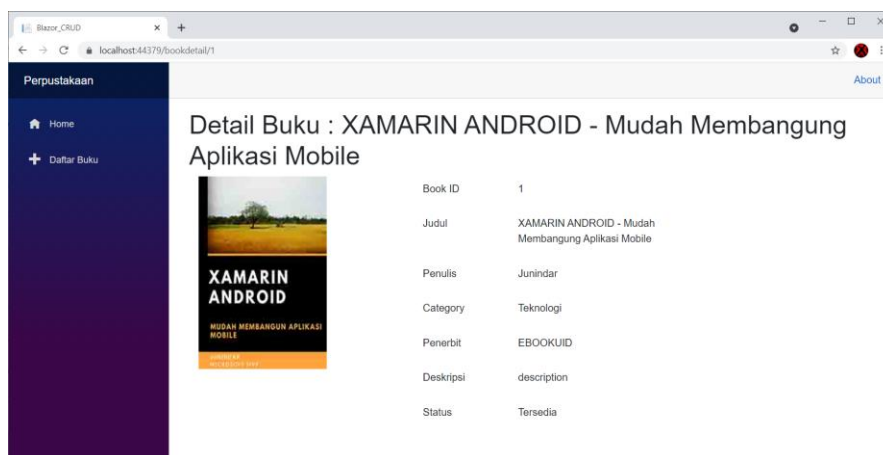 Blazor_CRUD
localhost:44379/bookdetail/1
Perpustakaan
About
Home
Daftar Buku
Detail Buku : XAMARIN ANDROID - Mudah Membangung
Aplikasi Mobile
XAMARIN
ANDROID
MUDAH MEMBANGUN APLIKASI
MOBILE
Book ID 1
Judul XAMARIN ANDROID - Mudah
Membangung Aplikasi Mobile
Penulis Junindar
Category Teknologi
Penerbit EBOOKUID
Deskripsi description
Status Tersedia